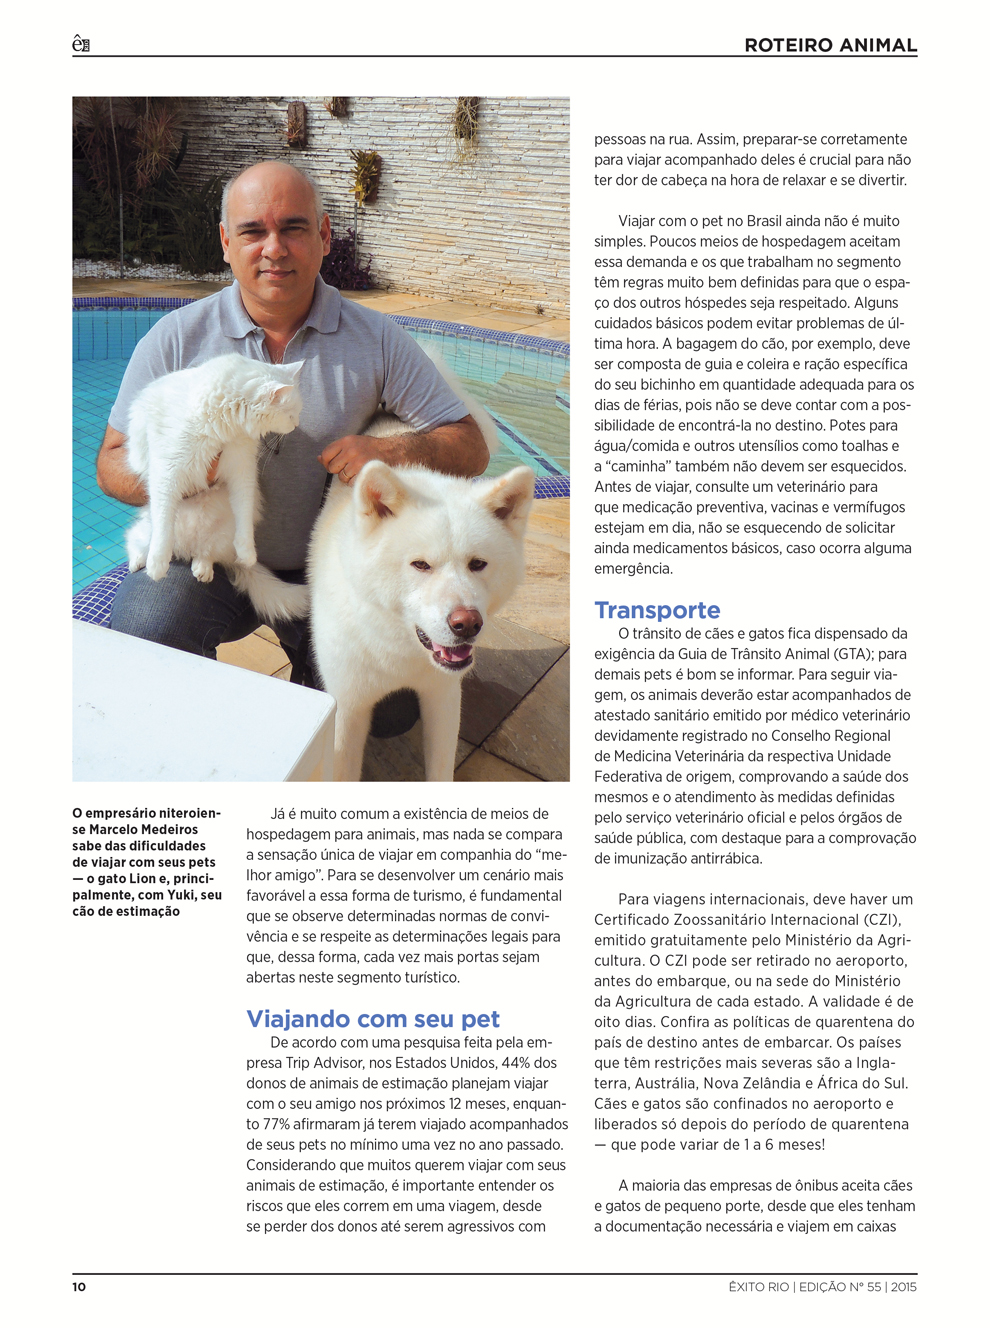 ê
ROTEIRO ANIMAL
O empresário niteroien-
se Marcelo Medeiros
sabe das dificuldades
de viajar com seus pets
— o gato Lion e, princi-
palmente, com Yuki, seu
cão de estimação
Já é muito comum a existência de meios de
hospedagem para animais, mas nada se compara
a sensação única de viajar em companhia do “me-
lhor amigo”. Para se desenvolver um cenário mais
favorável a essa forma de turismo, é fundamental
que se observe determinadas normas de convi-
vência e se respeite as determinações legais para
que, dessa forma, cada vez mais portas sejam
abertas neste segmento turístico.
Viajando com seu pet
De acordo com uma pesquisa feita pela em-
presa Trip Advisor, nos Estados Unidos, 44% dos
donos de animais de estimação planejam viajar
com o seu amigo nos próximos 12 meses, enquan-
to 77% afirmaram já terem viajado acompanhados
de seus pets no mínimo uma vez no ano passado.
Considerando que muitos querem viajar com seus
animais de estimação, é importante entender os
riscos que eles correm em uma viagem, desde
se perder dos donos até serem agressivos com
pessoas na rua. Assim, preparar-se corretamente
para viajar acompanhado deles é crucial para não
ter dor de cabeça na hora de relaxar e se divertir.
Viajar com o pet no Brasil ainda não é muito
simples. Poucos meios de hospedagem aceitam
essa demanda e os que trabalham no segmento
têm regras muito bem definidas para que o espa-
ço dos outros hóspedes seja respeitado. Alguns
cuidados básicos podem evitar problemas de úl-
tima hora. A bagagem do cão, por exemplo, deve
ser composta de guia e coleira e ração específica
do seu bichinho em quantidade adequada para os
dias de férias, pois não se deve contar com a pos-
sibilidade de encontrá-la no destino. Potes para
água/comida e outros utensílios como toalhas e
a “caminha” também não devem ser esquecidos.
Antes de viajar, consulte um veterinário para
que medicação preventiva, vacinas e vermífugos
estejam em dia, não se esquecendo de solicitar
ainda medicamentos básicos, caso ocorra alguma
emergência.
Transporte
O trânsito de cães e gatos fica dispensado da
exigência da Guia de Trânsito Animal (GTA); para
demais pets é bom se informar. Para seguir via-
gem, os animais deverão estar acompanhados de
atestado sanitário emitido por médico veterinário
devidamente registrado no Conselho Regional
de Medicina Veterinária da respectiva Unidade
Federativa de origem, comprovando a saúde dos
mesmos e o atendimento às medidas definidas
pelo serviço veterinário oficial e pelos órgãos de
saúde pública, com destaque para a comprovação
de imunização antirrábica.
Para viagens internacionais, deve haver um
Certificado Zoossanitário Internacional (CZI),
emitido gratuitamente pelo Ministério da Agri-
cultura. O CZI pode ser retirado no aeroporto,
antes do embarque, ou na sede do Ministério
da Agricultura de cada estado. A validade é de
oito dias. Confira as políticas de quarentena do
país de destino antes de embarcar. Os países
que têm restrições mais severas são a Ingla-
terra, Austrália, Nova Zelândia e África do Sul.
Cães e gatos são confinados no aeroporto e
liberados só depois do período de quarentena
— que pode variar de 1 a 6 meses!
A maioria das empresas de ônibus aceita cães
e gatos de pequeno porte, desde que eles tenham
a documentação necessária e viajem em caixas
10
ÊXITO RIO | EDIÇÃO Nº 55 | 2015